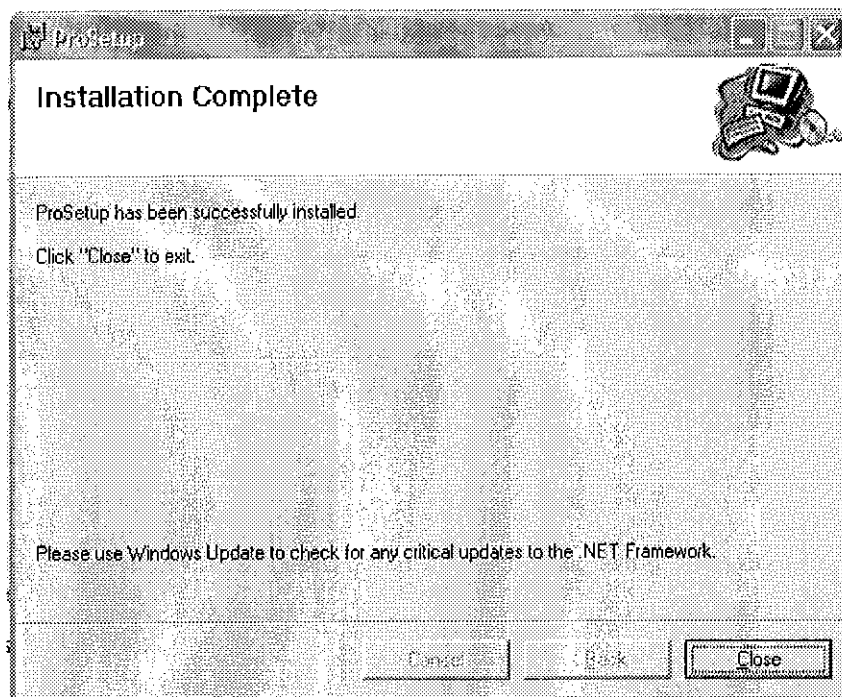 ProSetup
Installation Complete
ProSetup has been successfully installed.
Click "Close" to exit.
Please use Windows Update to check for any critical updates to the .NET Framework.
Cancel
Back
Close